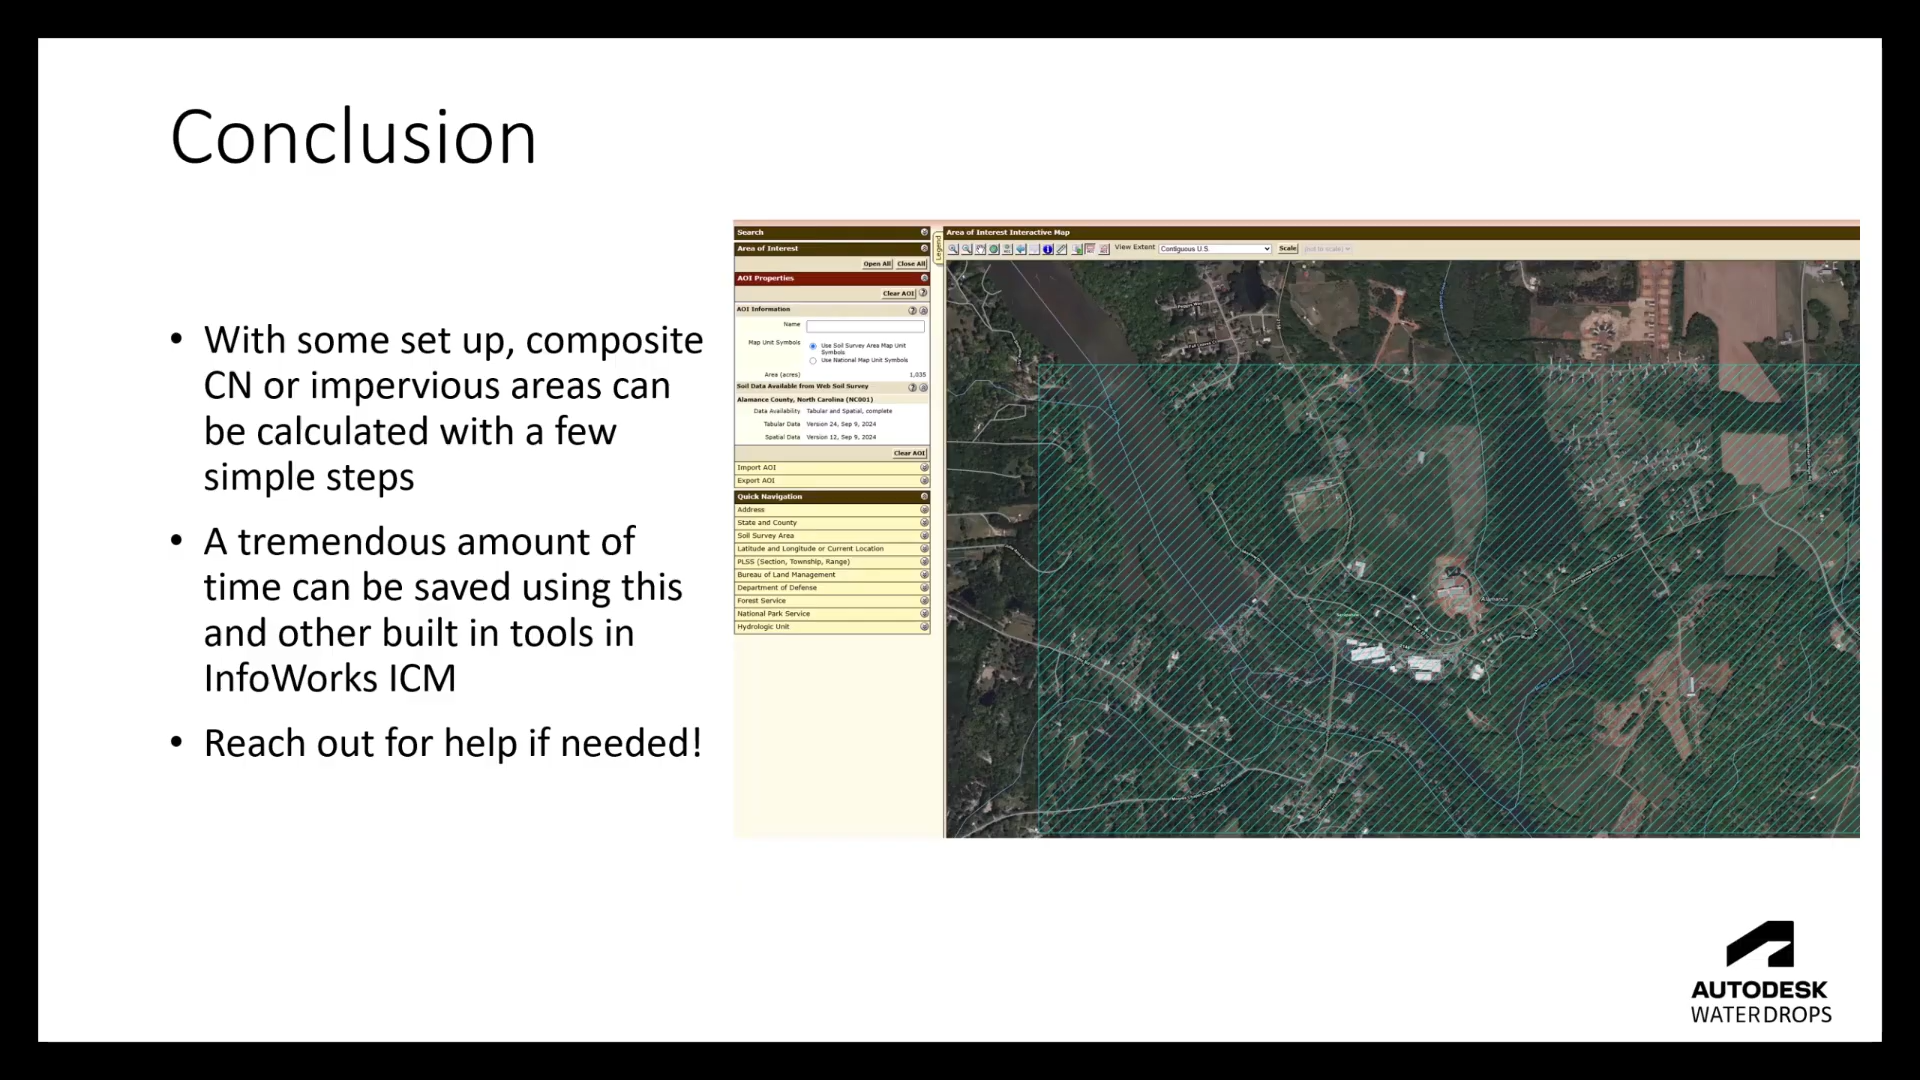 Conclusion
• With some set up, composite
CN or impervious areas can
be calculated with a few
simple steps
• A tremendous amount of
time can be saved using this
and other built in tools in
InfoWorks ICM
• Reach out for help if needed!
Search
Area of Interest
Open All Close All
AOI Properties
Clear AOI
AOI Information
Name
Map Unit Symbols
Use Soil Survey Area Map Unit
Symbols
Use National Map Unit Symbols
Area (acres) 1,035
Soil Data Available from Web Soil Survey
Alamance County, North Carolina (NC001)
Data Availability Tabular and Spatial, complete
Tabular Data Version 24, Sep 9, 2024
Spatial Data Version 12, Sep 9, 2024
Clear AOI
Import AOI
Export AOI
Quick Navigation
Address
State and County
Soil Survey Area
Latitude and Longitude or Current Location
PLSS (Section, Township, Range)
Bureau of Land Management
Department of Defense
Forest Service
National Park Service
Hydrologic Unit
Legend
Area of Interest Interactive Map
View Extent Contiguous U.S. Scale (not to scale)
Alamance
AUTODESK
WATER DROPS